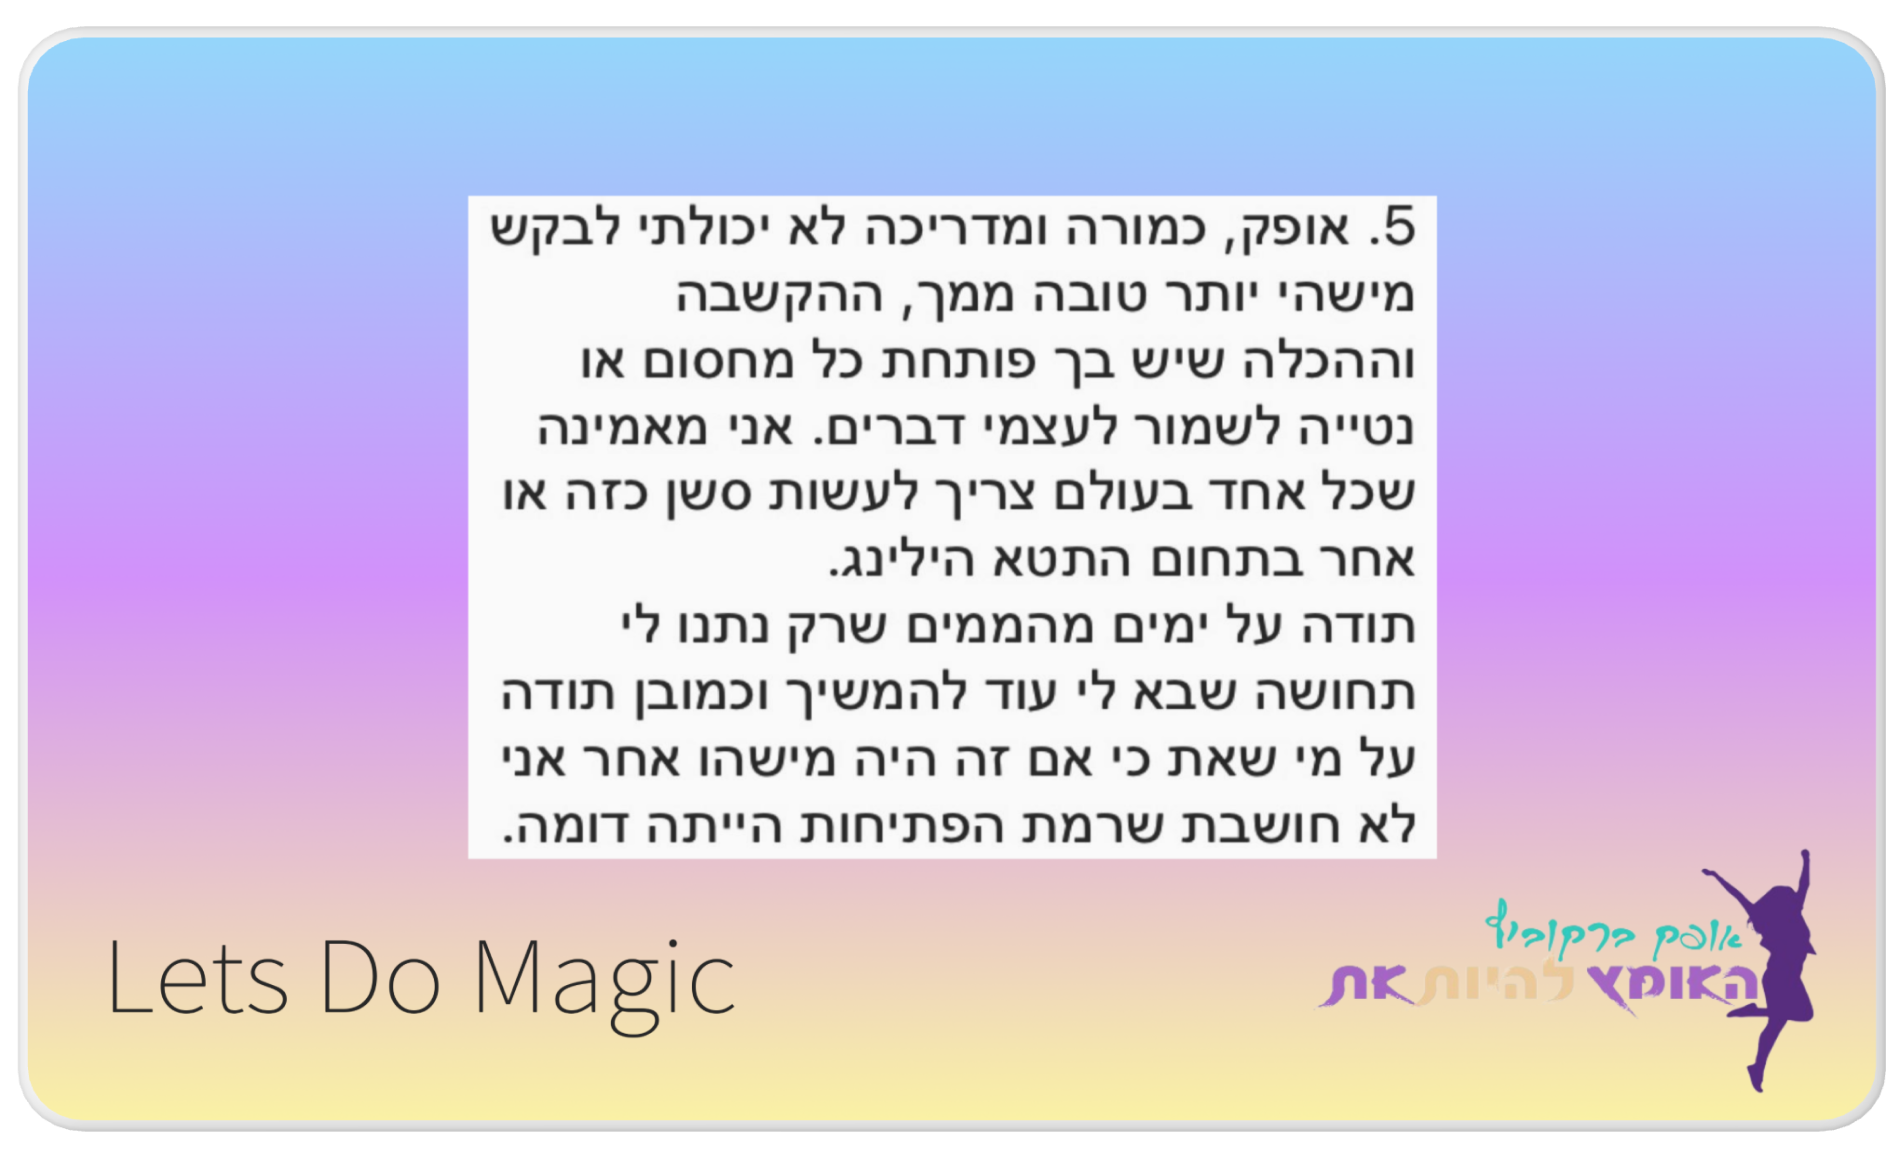 5. אופק, כמורה ומדריכה לא יכולתי לבקש
מישהי יותר טובה ממך, ההקשבה
וההכלה שיש בך פותחת כל מחסום או
נטייה לשמור לעצמי דברים. אני מאמינה
שכל אחד בעולם צריך לעשות סשן כזה או
אחר בתחום התטא הילינג.
תודה על ימים מהממים שרק נתנו לי
תחושה שבא לי עוד להמשיך וכמובן תודה
על מי שאת כי אם זה היה מישהו אחר אני
לא חושבת שרמת הפתיחות הייתה דומה.
אופק ברקוביץ
האומץ להיות את
Lets Do Magic